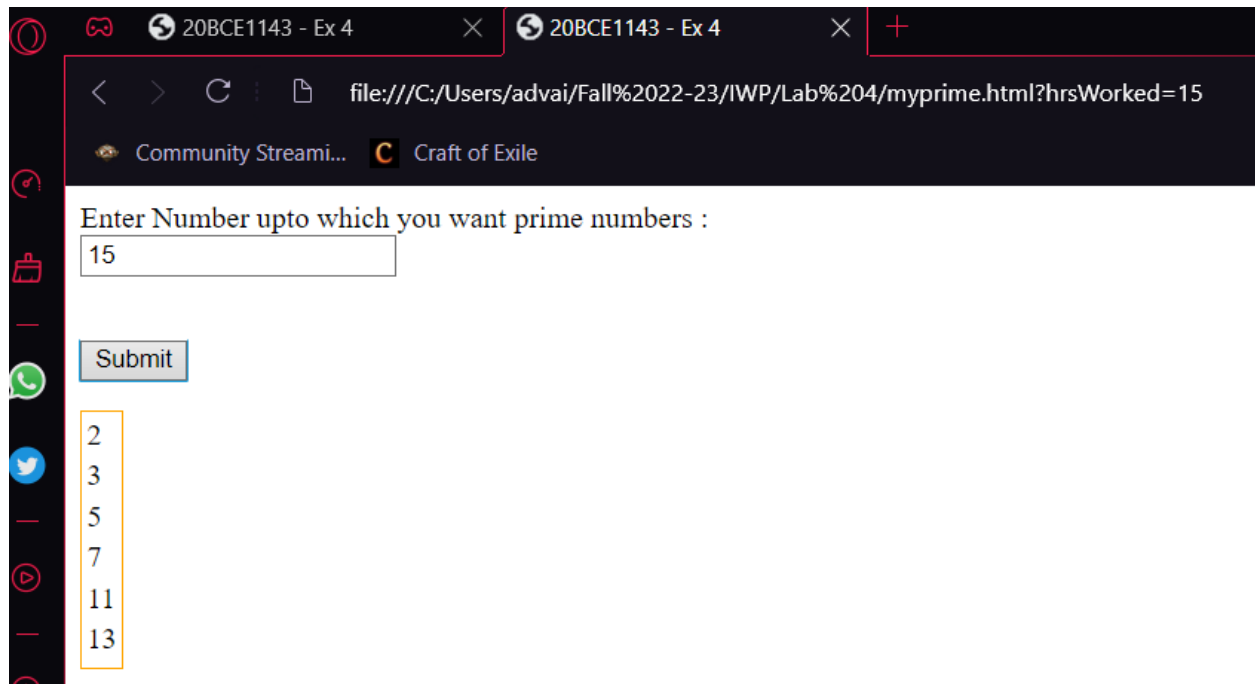 20BCE1143 - Ex 4 20BCE1143 - Ex 4
file:///C:/Users/advai/Fall%2022-23/IWP/Lab%204/myprime.html?hrsWorked=15
Community Streami... C Craft of Exile
Enter Number upto which you want prime numbers :
15
Submit
2
3
5
7
11
13